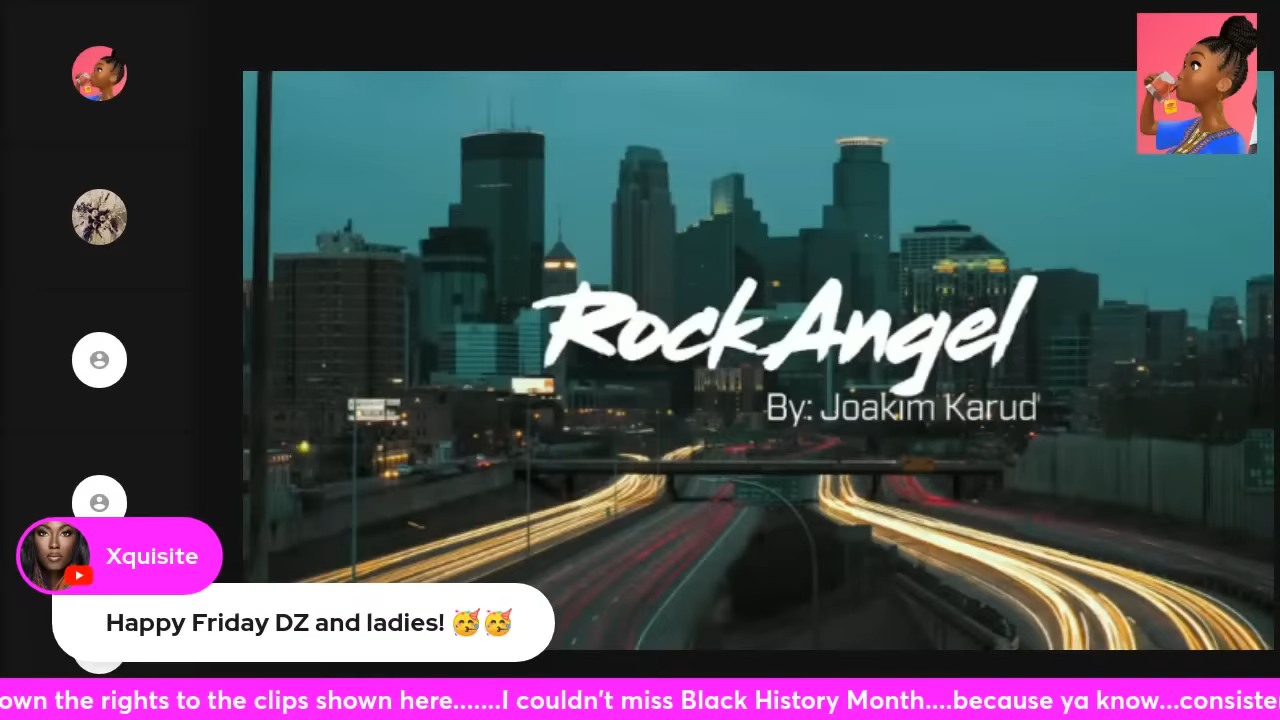 Rock Angel
By: Joakim Karud
Xquisite
Happy Friday DZ and ladies! 🥳🥳
own the rights to the clips shown here.......I couldn't miss Black History Month....because ya know...consiste